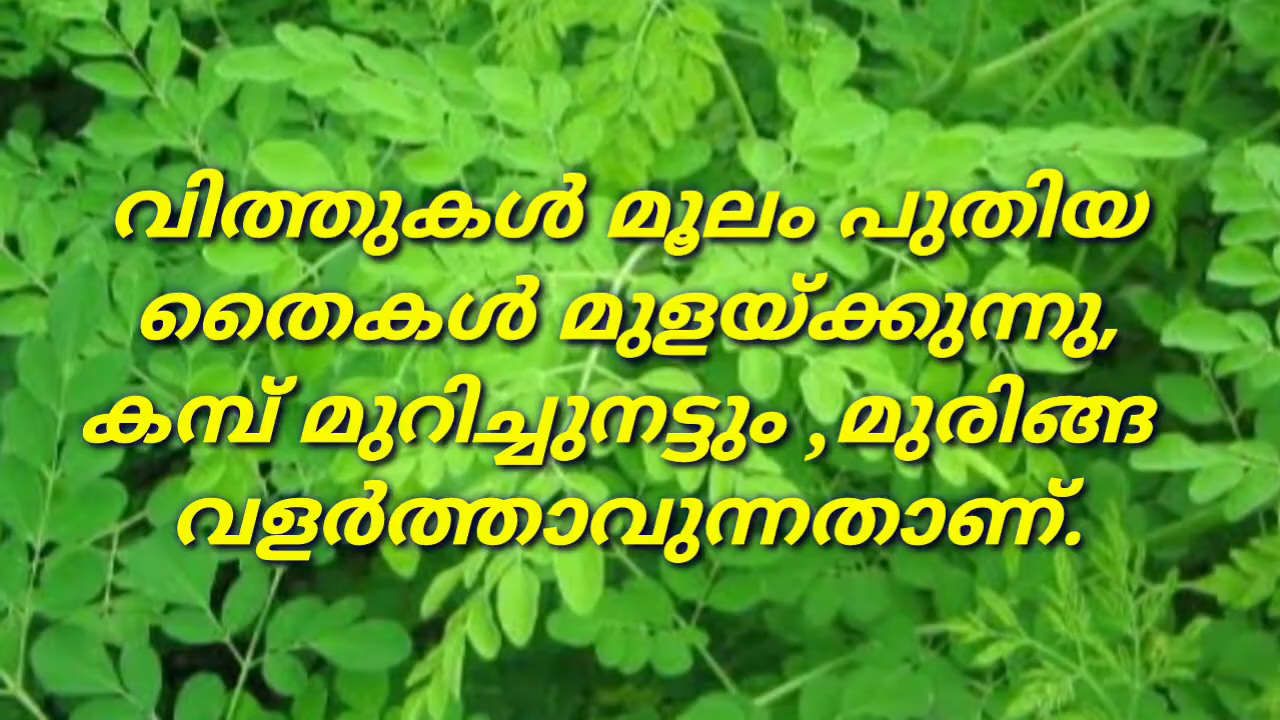 വിത്തുകൾ മൂലം പുതിയ
തൈകൾ മുളയ്ക്കുന്നു,
കമ്പ് മുറിച്ചുനട്ടും ,മുരിങ്ങ
വളർത്താവുന്നതാണ്.